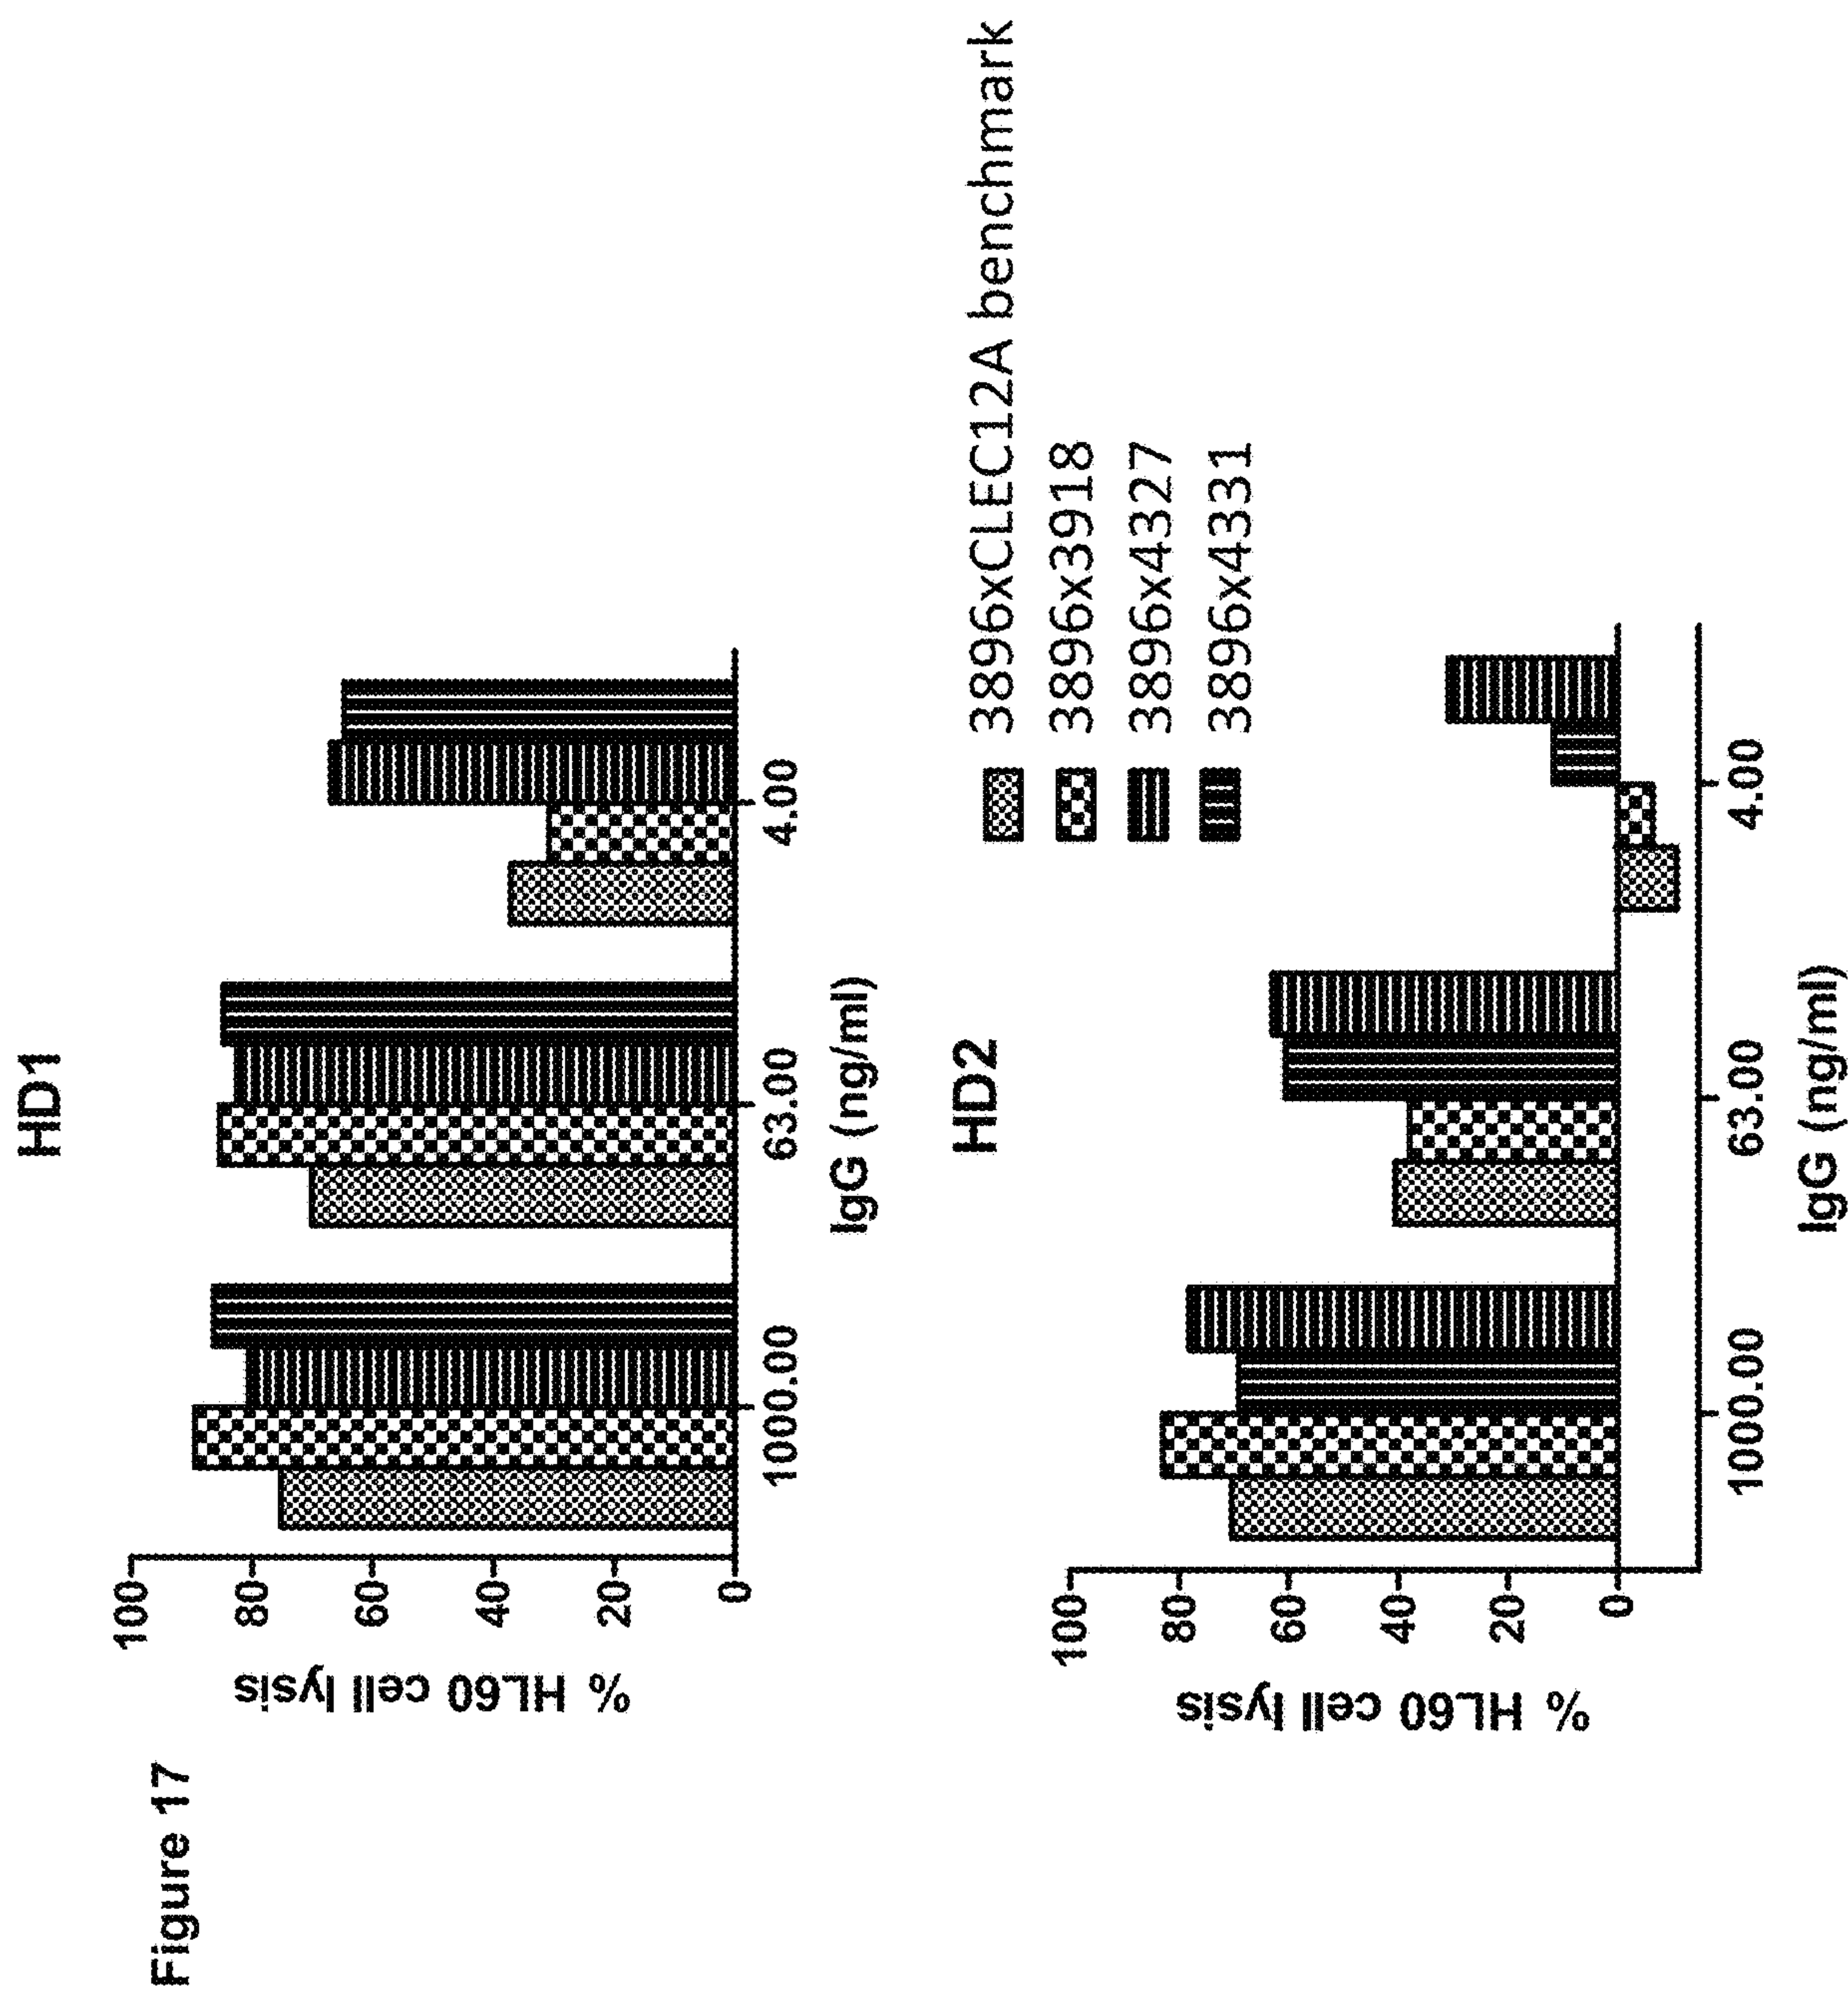 Figure 17
HD1
% HL60 cell lysis
100
80
60
40
20
0
1000.00
63.00
4.00
IgG (ng/ml)
HD2
% HL60 cell lysis
100
80
60
40
20
0
1000.00
63.00
4.00
IgG (ng/ml)
3896xCLEC12A benchmark
3896x3918
3896x4327
3896x4331